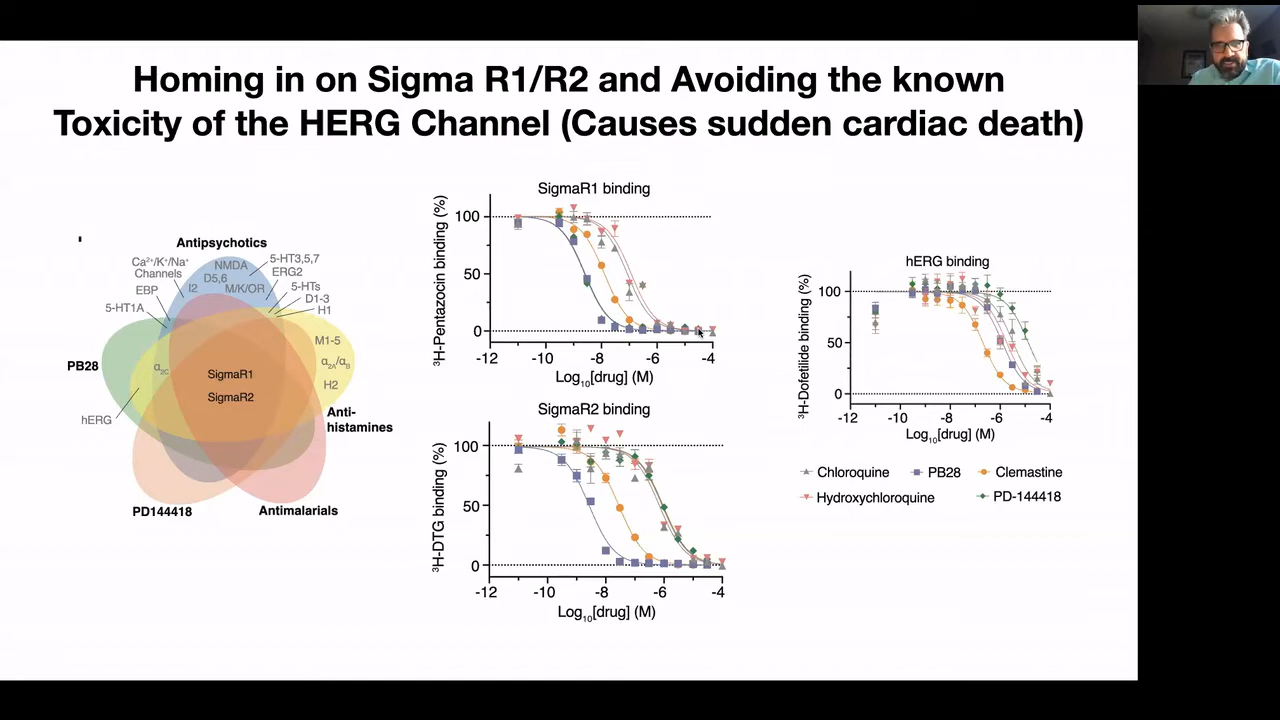 Homing in on Sigma R1/R2 and Avoiding the known
Toxicity of the HERG Channel (Causes sudden cardiac death)
Antipsychotics
Ca²⁺/K⁺/Na⁺
Channels
NMDA
5-HT3,5,7
ERG2
I2
D5,6
M/K/OR
5-HTs
EBP
D1-3
5-HT1A
H1
M1-5
PB28
α2C
α2A/αB
SigmaR1
H2
SigmaR2
hERG
Anti-
histamines
PD144418
Antimalarials
SigmaR1 binding
³H-Pentazocin binding (%)
100
50
0
-12
-10
-8
-6
-4
Log₁₀[drug] (M)
SigmaR2 binding
³H-DTG binding (%)
100
50
0
-12
-10
-8
-6
-4
Log₁₀[drug] (M)
hERG binding
³H-Dofetilide binding (%)
100
50
0
-12
-10
-8
-6
-4
Log₁₀[drug] (M)
Chloroquine
PB28
Clemastine
Hydroxychloroquine
PD-144418